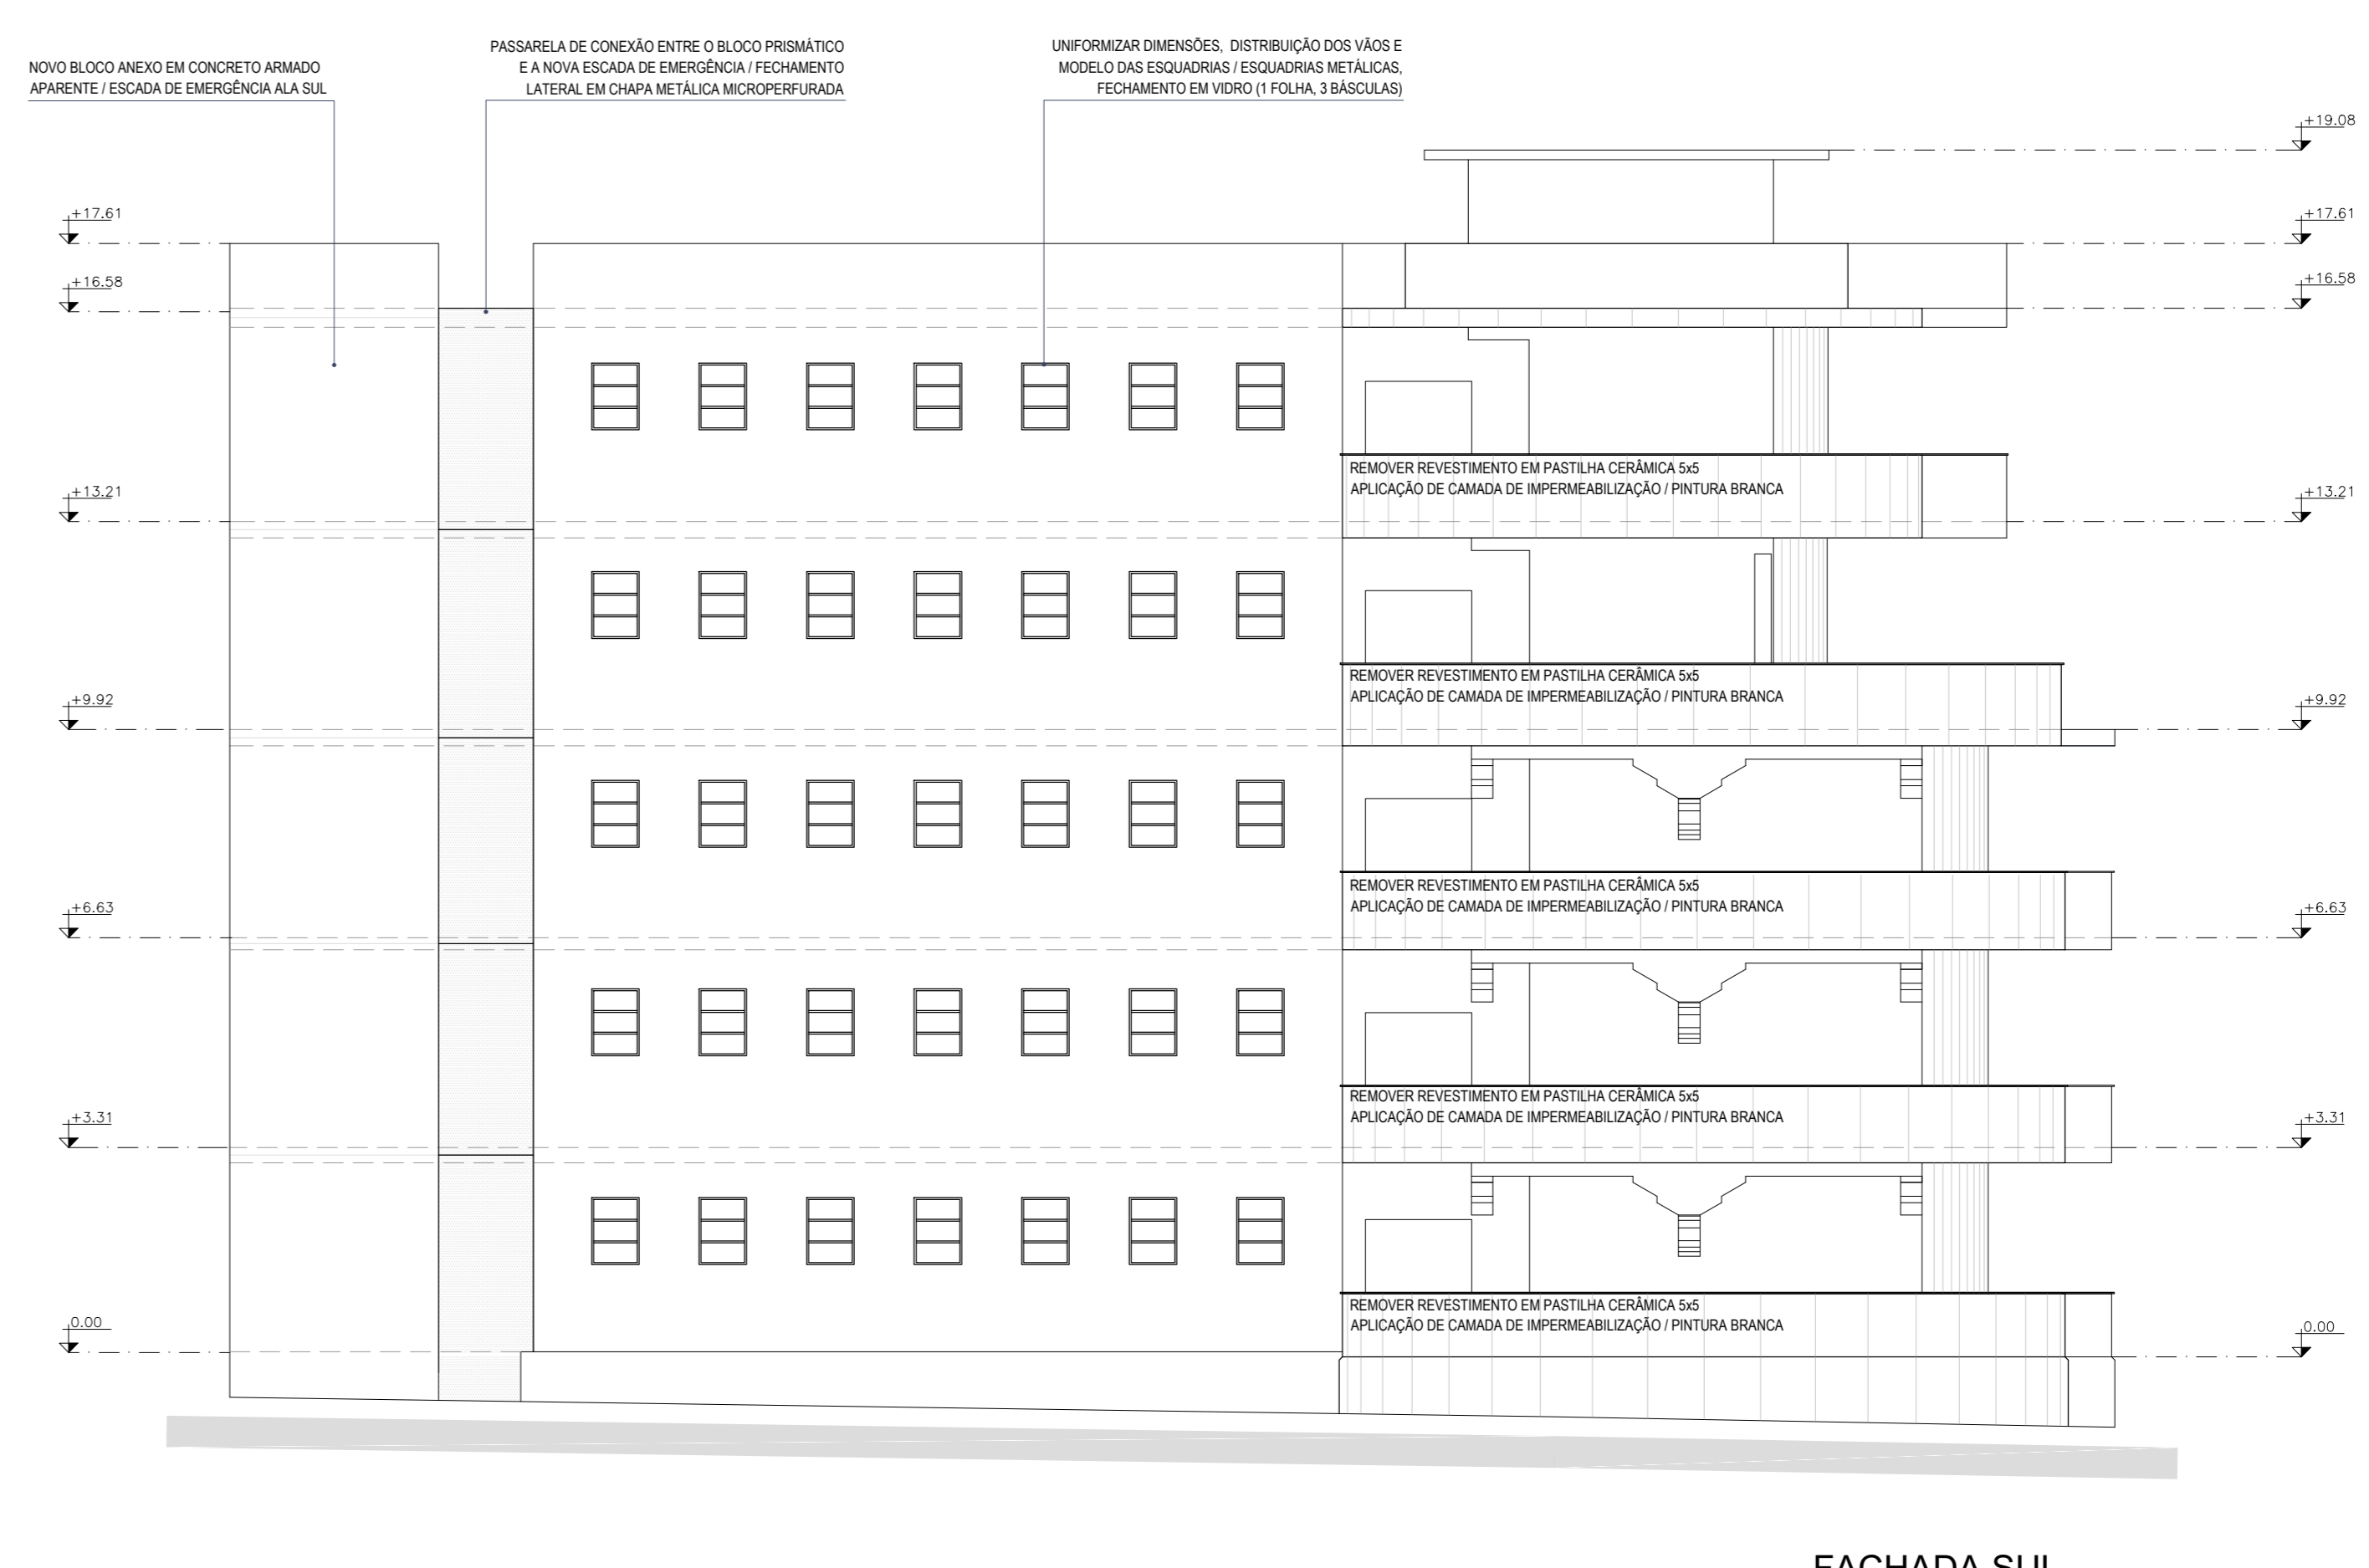 NOVO BLOCO ANEXO EM CONCRETO ARMADO
APARENTE / ESCADA DE EMERGÊNCIA ALA SUL
PASSARELA DE CONEXÃO ENTRE O BLOCO PRISMÁTICO
E A NOVA ESCADA DE EMERGÊNCIA / FECHAMENTO
LATERAL EM CHAPA METÁLICA MICROPERFURADA
UNIFORMIZAR DIMENSÕES, DISTRIBUIÇÃO DOS VÃOS E
MODELO DAS ESQUADRIAS / ESQUADRIAS METÁLICAS,
FECHAMENTO EM VIDRO (1 FOLHA, 3 BÁSCULAS)
+19.08
+17.61
+17.61
+16.58
+16.58
REMOVER REVESTIMENTO EM PASTILHA CERÂMICA 5x5
APLICAÇÃO DE CAMADA DE IMPERMEABILIZAÇÃO / PINTURA BRANCA
+13.21
+13.21
REMOVER REVESTIMENTO EM PASTILHA CERÂMICA 5x5
APLICAÇÃO DE CAMADA DE IMPERMEABILIZAÇÃO / PINTURA BRANCA
+9.92
+9.92
REMOVER REVESTIMENTO EM PASTILHA CERÂMICA 5x5
APLICAÇÃO DE CAMADA DE IMPERMEABILIZAÇÃO / PINTURA BRANCA
+6.63
+6.63
REMOVER REVESTIMENTO EM PASTILHA CERÂMICA 5x5
APLICAÇÃO DE CAMADA DE IMPERMEABILIZAÇÃO / PINTURA BRANCA
+3.31
+3.31
REMOVER REVESTIMENTO EM PASTILHA CERÂMICA 5x5
APLICAÇÃO DE CAMADA DE IMPERMEABILIZAÇÃO / PINTURA BRANCA
0.00
0.00
FACHADA SUL